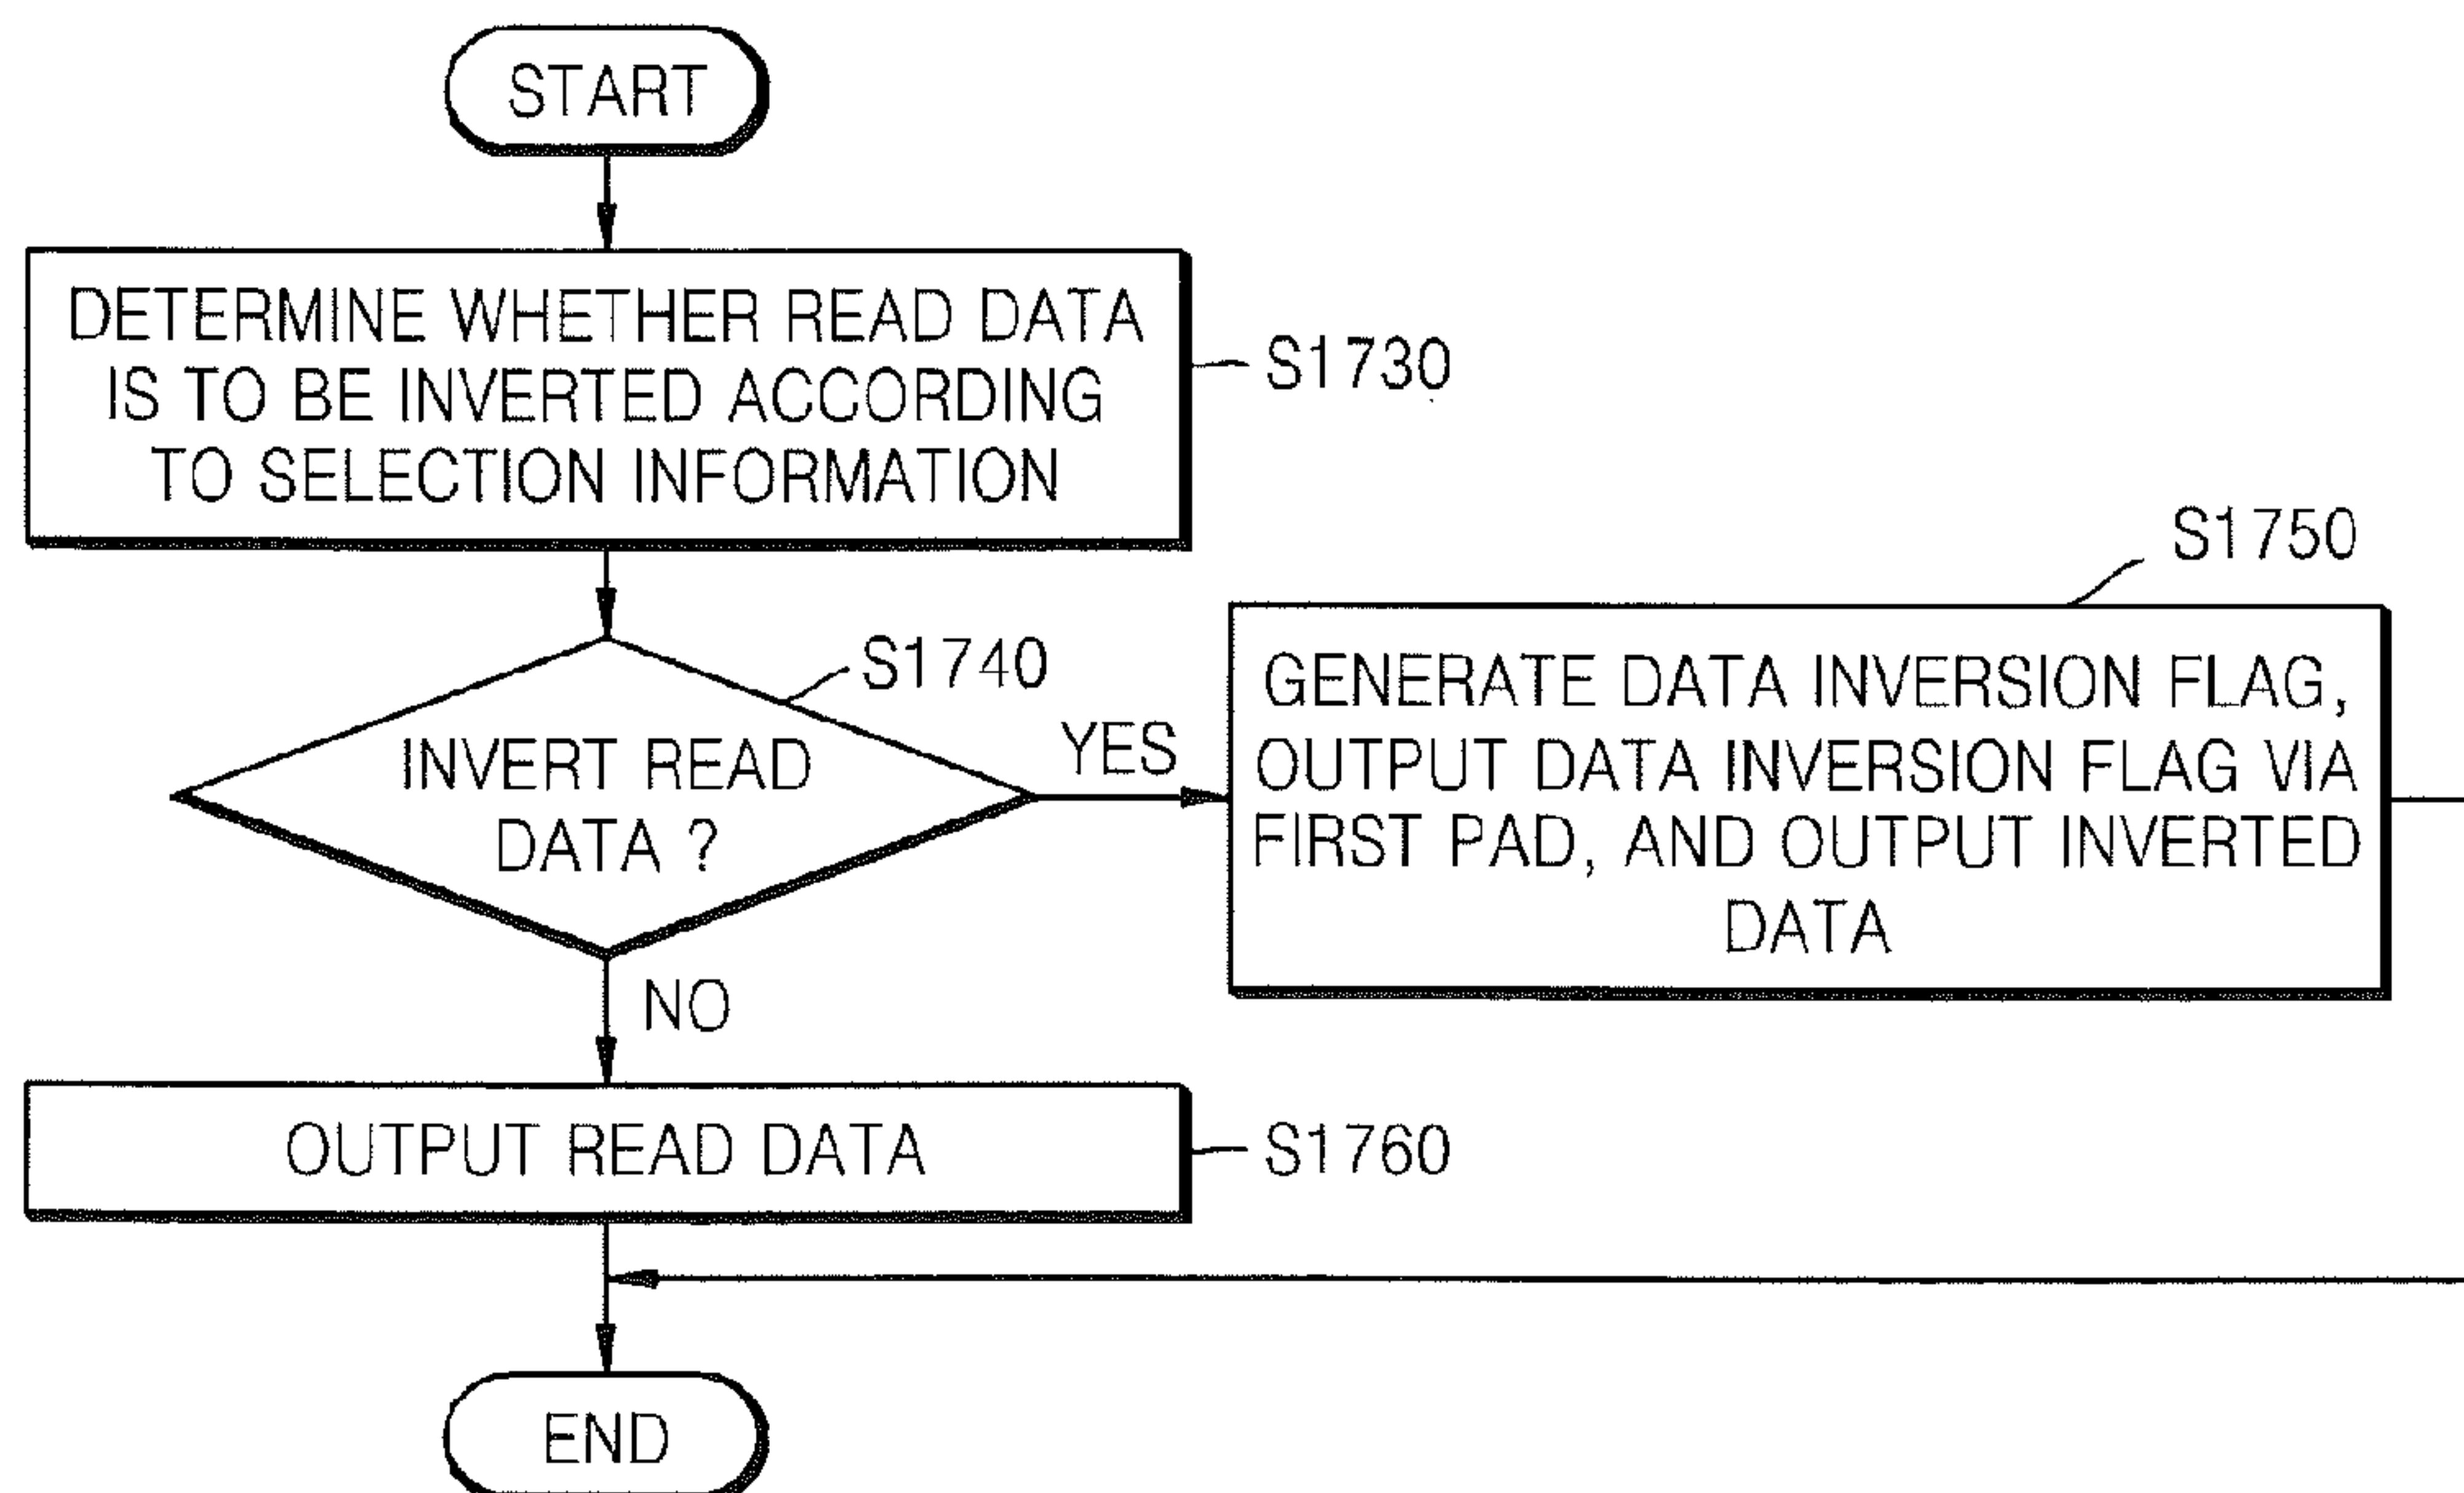 START
DETERMINE WHETHER READ DATA
IS TO BE INVERTED ACCORDING
TO SELECTION INFORMATION
S1730
S1740
INVERT READ
DATA ?
YES
S1750
GENERATE DATA INVERSION FLAG,
OUTPUT DATA INVERSION FLAG VIA
FIRST PAD, AND OUTPUT INVERTED
DATA
NO
OUTPUT READ DATA
S1760
END